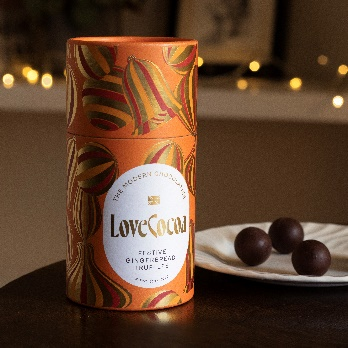 THE MODERN CHOCOLATIER
LoveCocoa
FESTIVE
GINGERBREAD
TRUFFLES